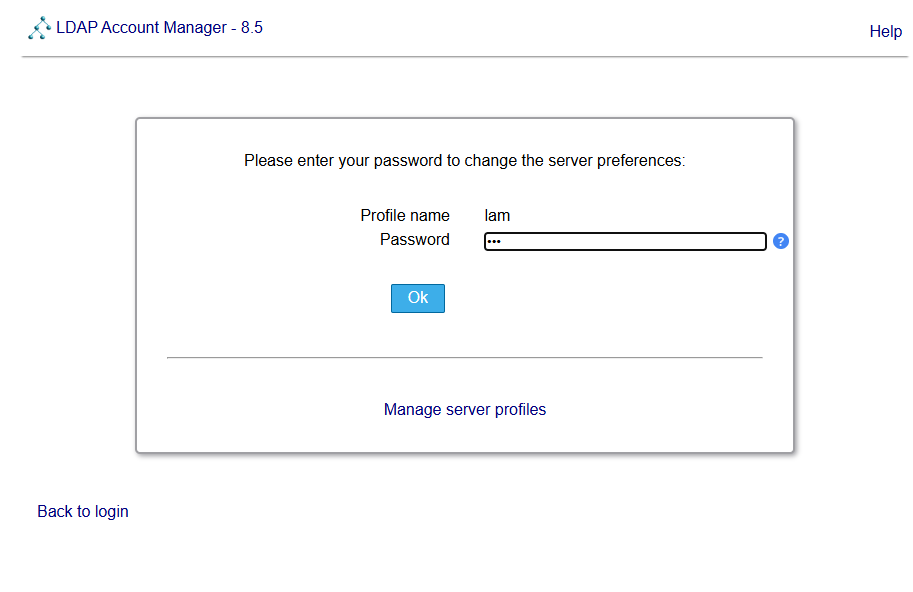 LDAP Account Manager - 8.5
Help
Please enter your password to change the server preferences:
Profile name lam
Password •••
?
Ok
Manage server profiles
Back to login